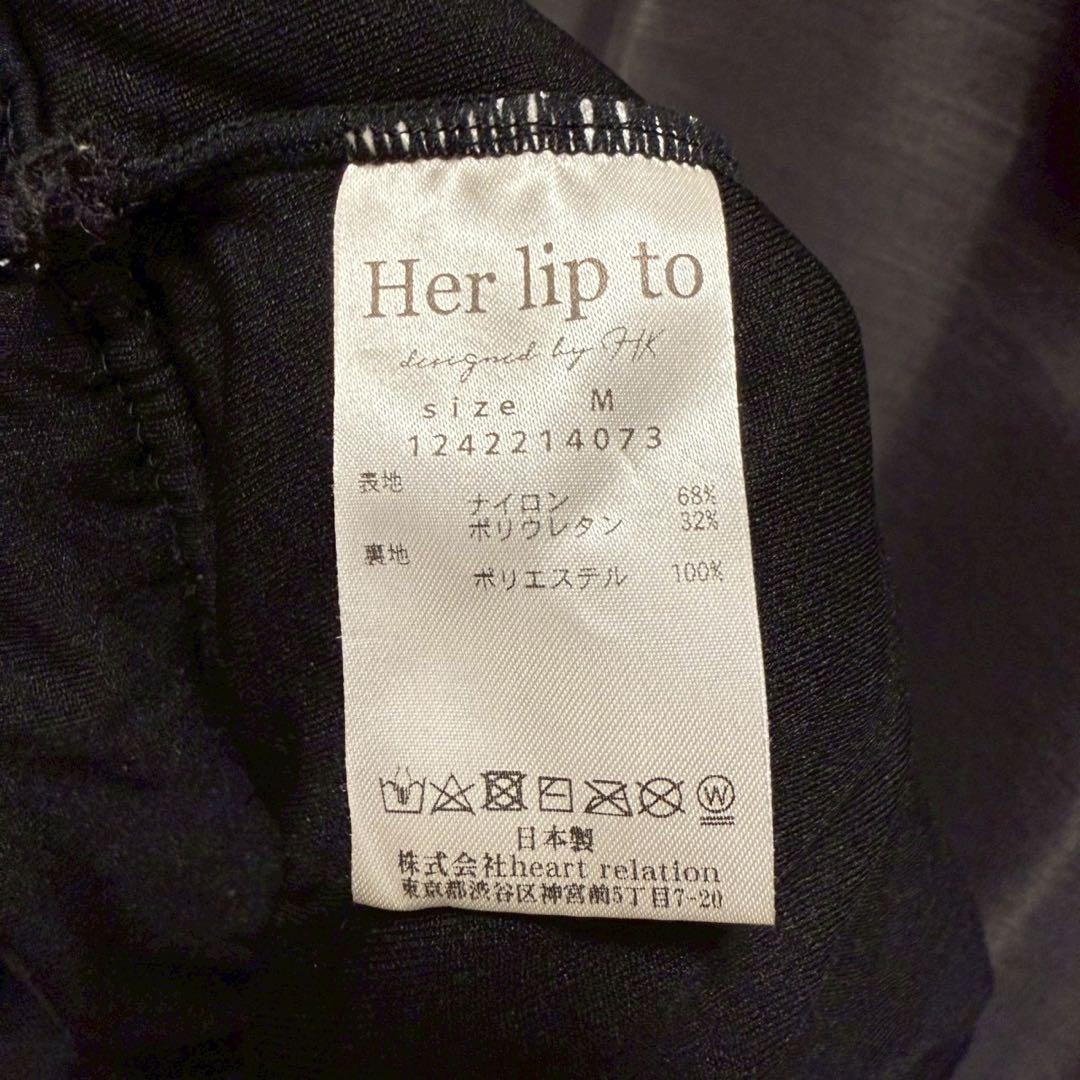 Her lip to
designed by HK
size M
1242214073
表地
ナイロン 68%
ポリウレタン 32%
裏地
ポリエステル 100%
W
日本製
株式会社heart relation
東京都渋谷区神宮前5丁目7-20